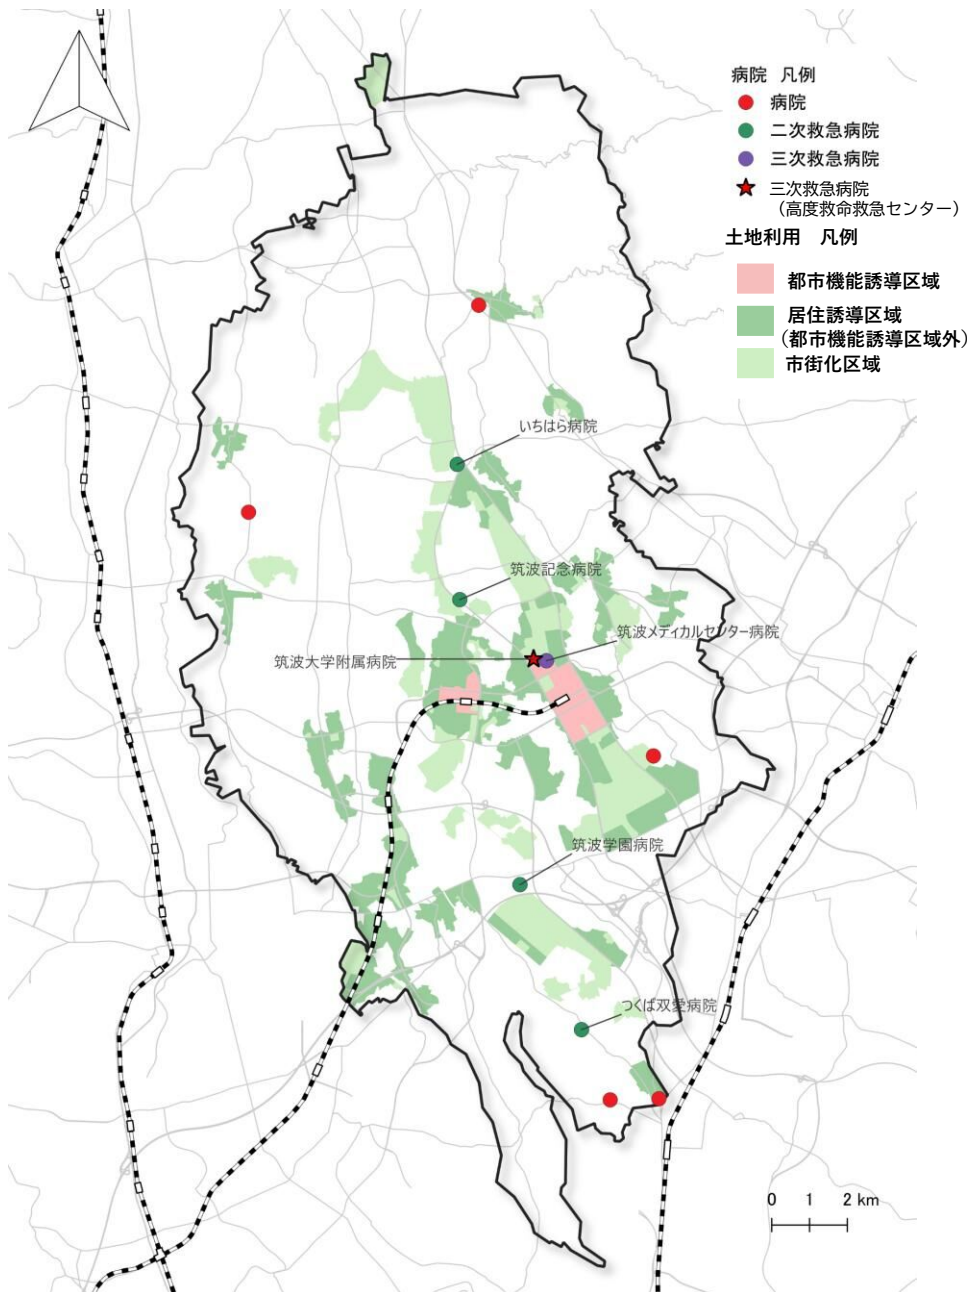 病院 凡例
病院
二次救急病院
三次救急病院
三次救急病院
（高度救命救急センター）
土地利用 凡例
都市機能誘導区域
居住誘導区域
（都市機能誘導区域外）
市街化区域
いちはら病院
筑波記念病院
筑波メディカルセンター病院
筑波大学附属病院
筑波学園病院
つくば双愛病院
0 1 2 km